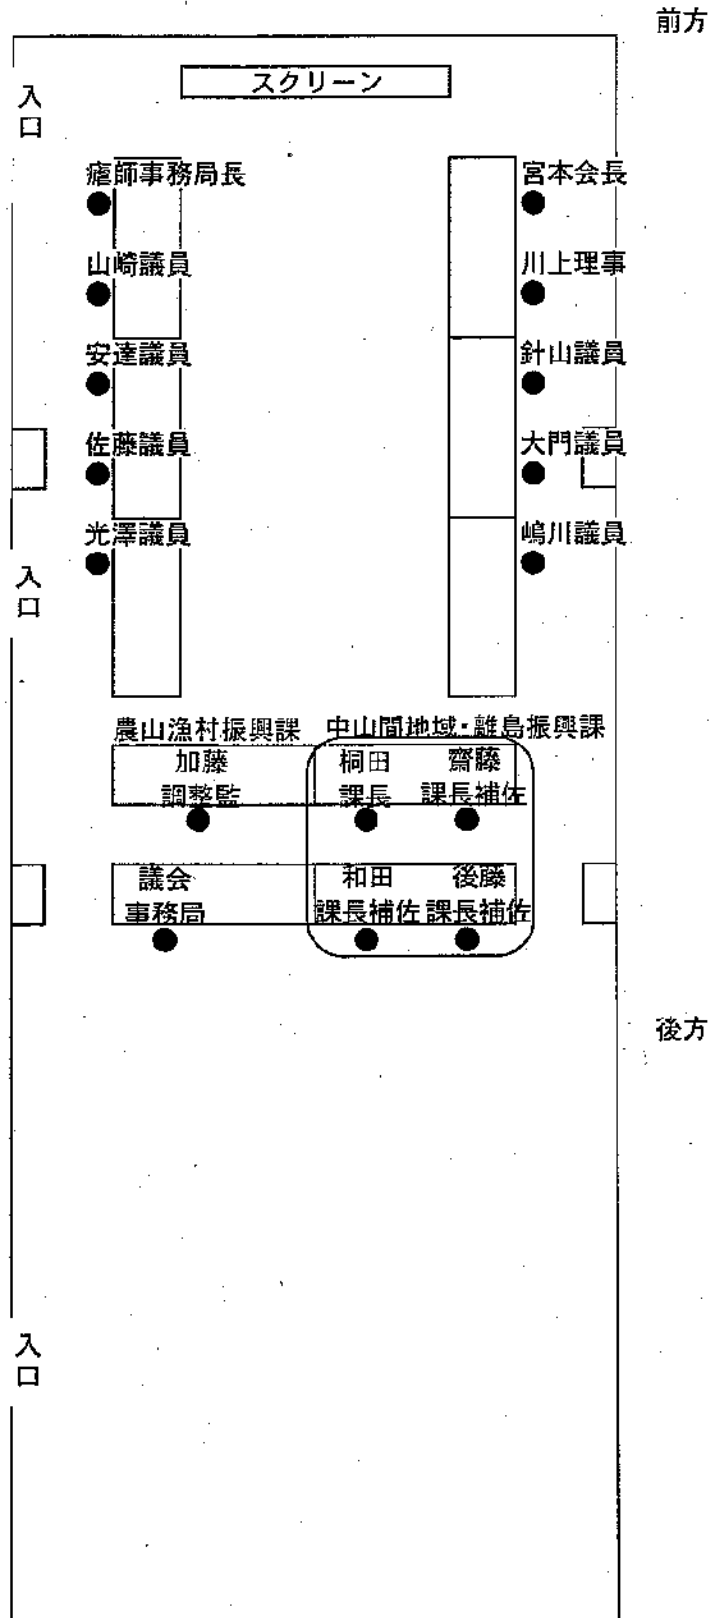 前方
スクリーン
入口
瘧師事務局長
宮本会長
山崎議員
川上理事
安達議員
針山議員
佐藤議員
大門議員
光澤議員
嶋川議員
入口
農山漁村振興課
中山間地域・離島振興課
加藤
調整監
桐田
課長
齋藤
課長補佐
議会
事務局
和田
課長補佐
後藤
課長補佐
後方
入口